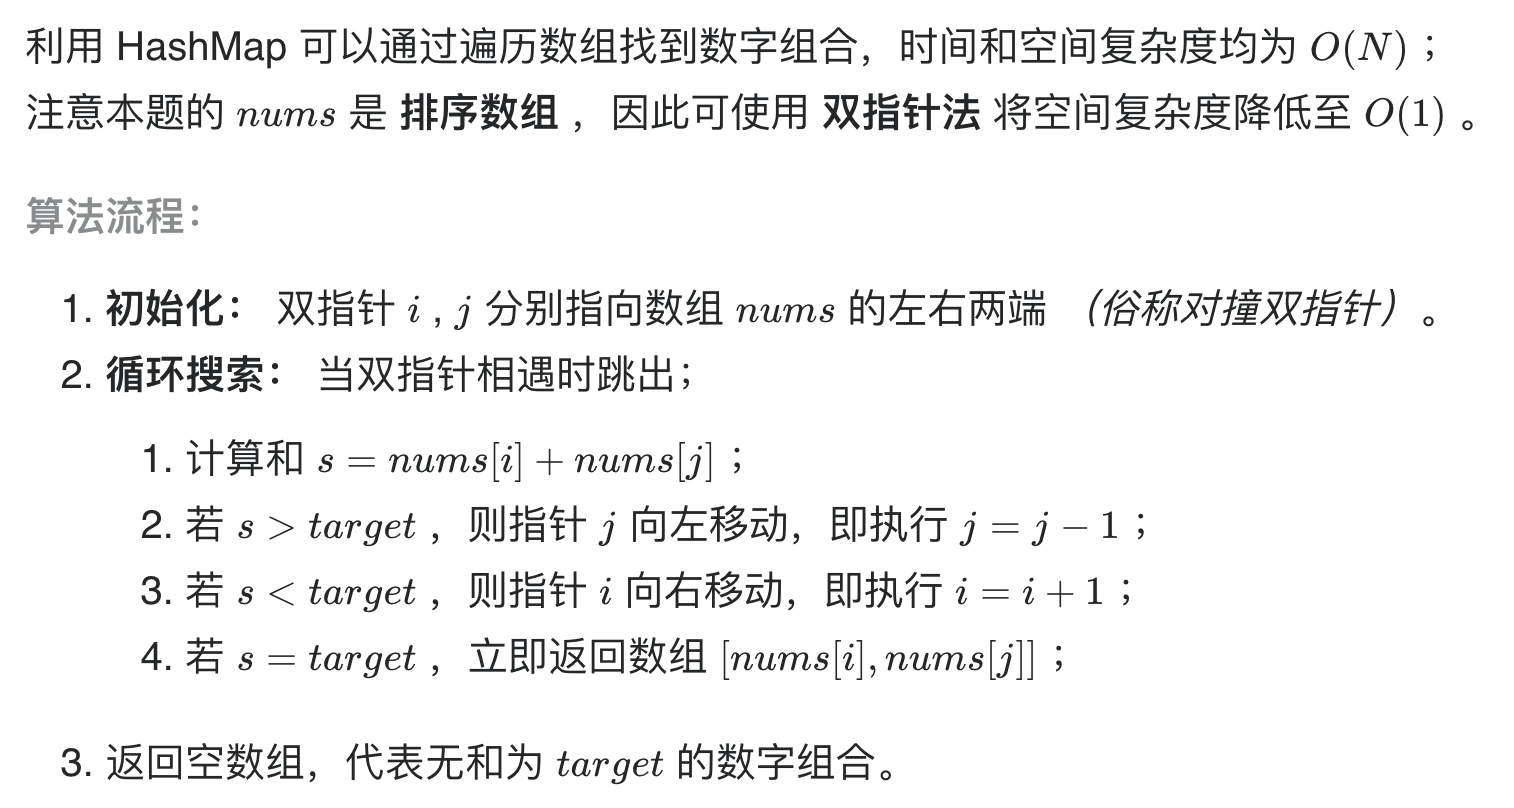 利用 HashMap 可以通过遍历数组找到数字组合，时间和空间复杂度均为 O(N) ；
注意本题的 nums 是 排序数组 ，因此可使用 双指针法 将空间复杂度降低至 O(1) 。
算法流程：
1. 初始化： 双指针 i , j 分别指向数组 nums 的左右两端 （俗称对撞双指针）。
2. 循环搜索： 当双指针相遇时跳出；
1. 计算和 s = nums[i] + nums[j] ；
2. 若 s > target ，则指针 j 向左移动，即执行 j = j − 1 ；
3. 若 s < target ，则指针 i 向右移动，即执行 i = i + 1 ；
4. 若 s = target ，立即返回数组 [nums[i], nums[j]] ；
3. 返回空数组，代表无和为 target 的数字组合。